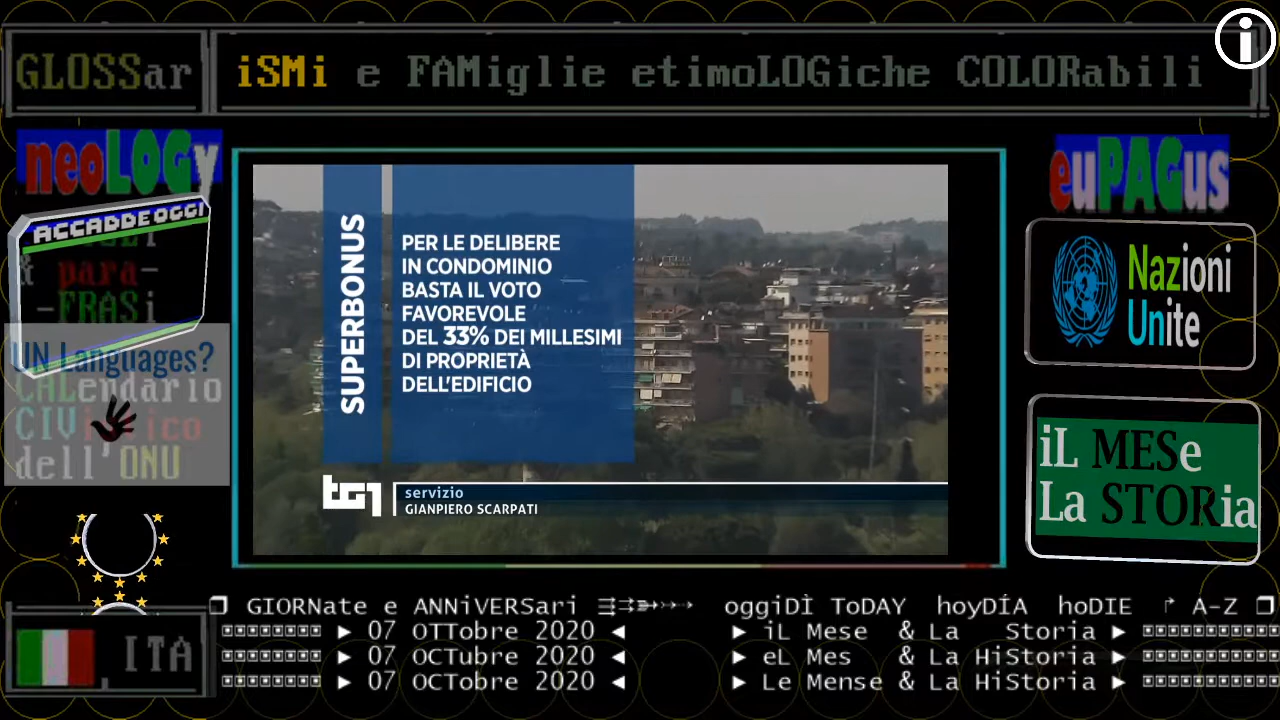 GLOSSar
iSMi e FAMiglie etimoLOGiche COLORabili
neoLOGy
ACCADDE OGGI
& para-
-FRASi
UN Languages?
CALendario
CIVico
dell'ONU
SUPERBONUS
PER LE DELIBERE
IN CONDOMINIO
BASTA IL VOTO
FAVOREVOLE
DEL 33% DEI MILLESIMI
DI PROPRIETÀ
DELL'EDIFICIO
tg1
servizio
GIANPIERO SCARPATI
euPAGus
NAZioni
Unite
iL MESe
La STORia
GIORNate e ANNiVERSari
oggiDÌ ToDAY hoyDÍA hoDIE A-Z
► 07 OTTobre 2020 ◄ ► iL Mese & La Storia ►
► 07 OCTubre 2020 ◄ ► eL Mes & La HiStoria ►
► 07 OCTobre 2020 ◄ ► Le Mense & La HiStoria ►
ITA